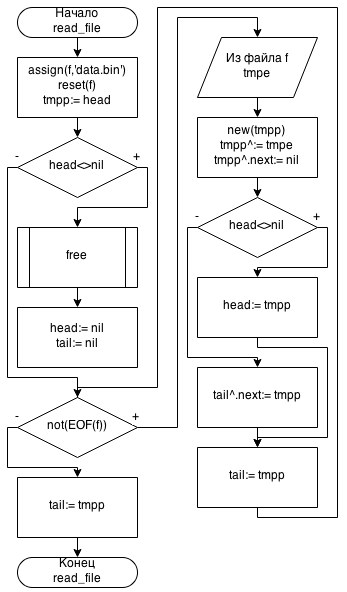 Начало
read_file
assign(f,'data.bin')
reset(f)
tmpp:= head
-
+
head<>nil
free
head:= nil
tail:= nil
-
+
not(EOF(f))
tail:= tmpp
Конец
read_file
Из файла f
tmpe
new(tmpp)
tmpp^:= tmpe
tmpp^.next:= nil
-
+
head<>nil
head:= tmpp
tail^.next:= tmpp
tail:= tmpp